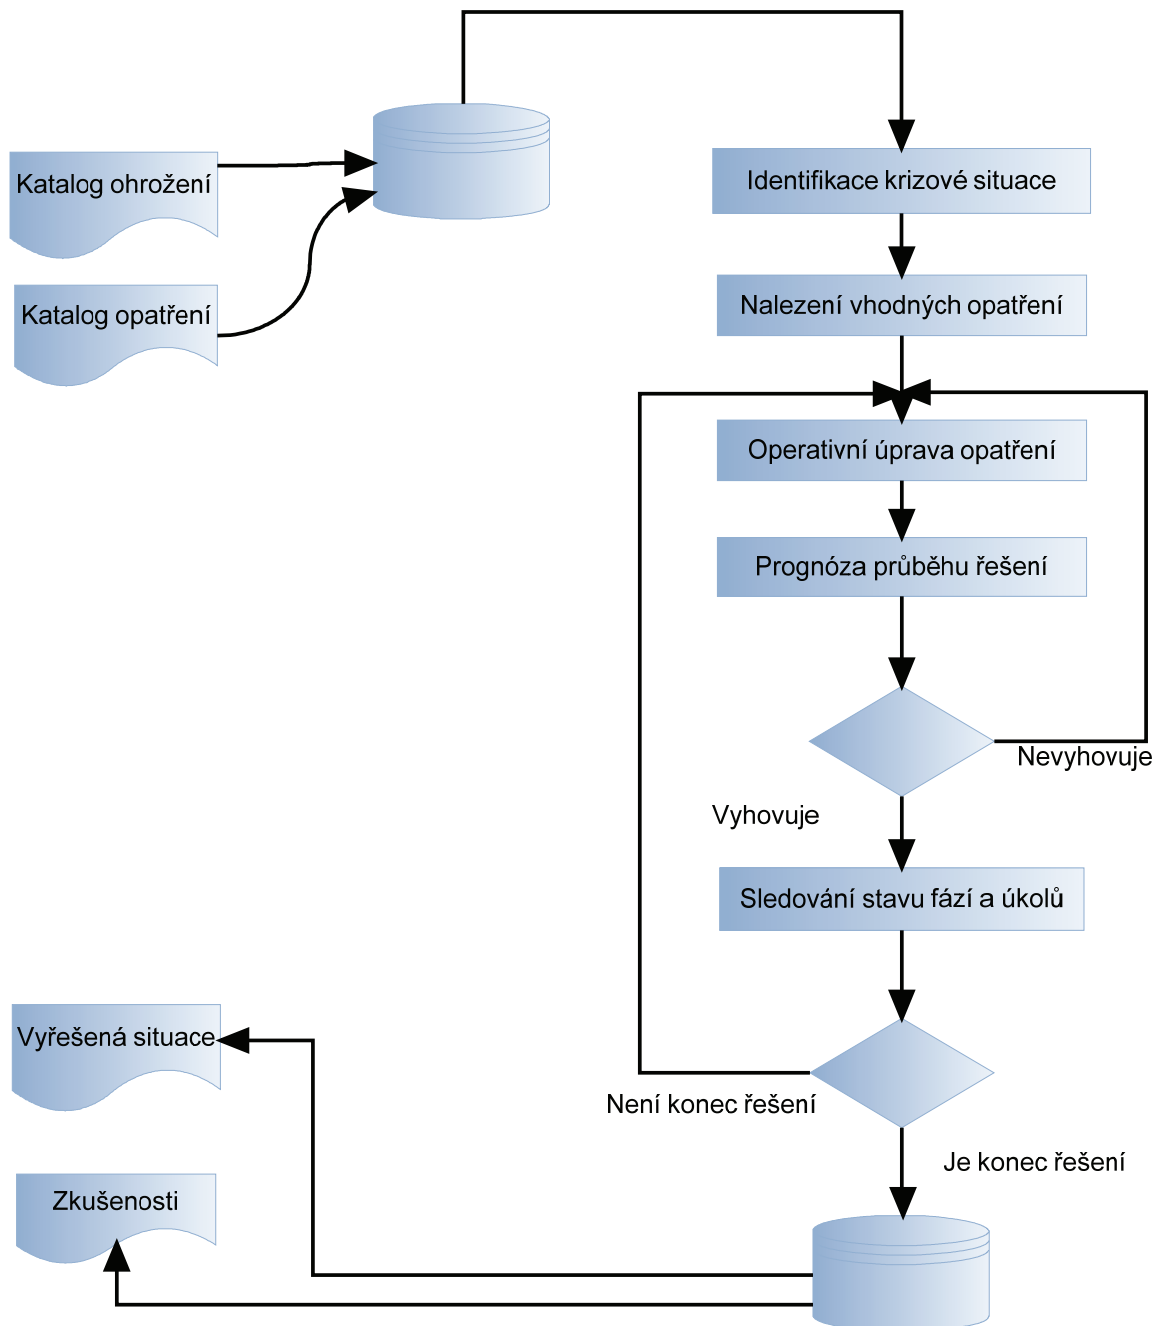 Katalog ohrožení
Katalog opatření
Identifikace krizové situace
Nalezení vhodných opatření
Operativní úprava opatření
Prognóza průběhu řešení
Nevyhovuje
Vyhovuje
Sledování stavu fází a úkolů
Není konec řešení
Je konec řešení
Vyřešená situace
Zkušenosti